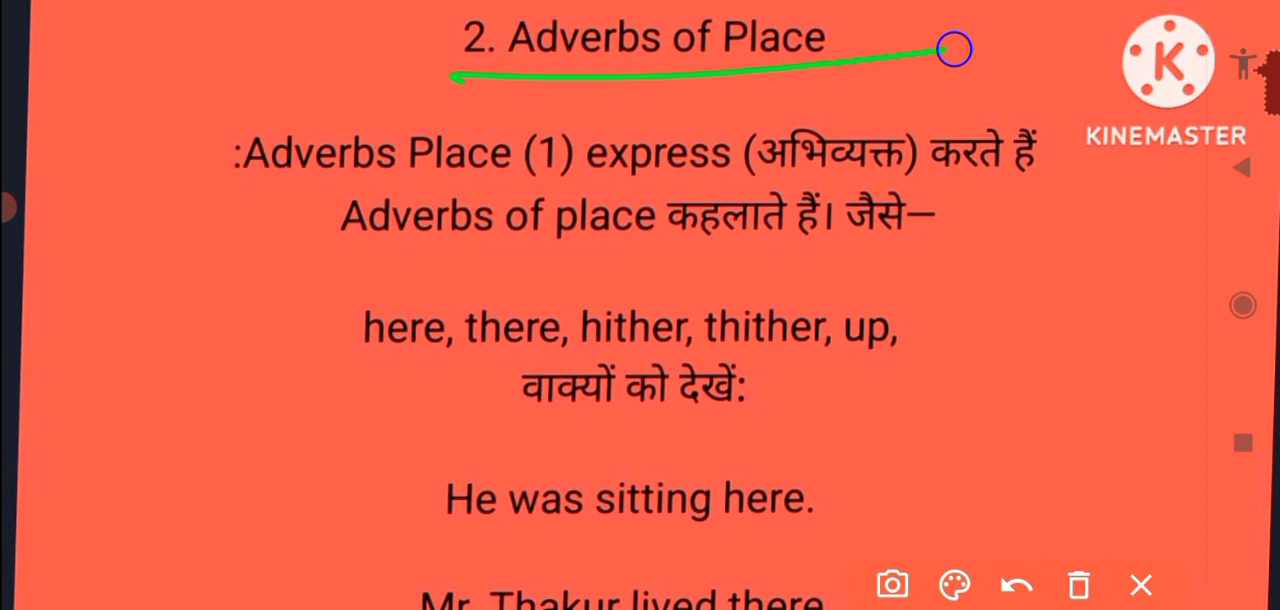 2. Adverbs of Place
KINEMASTER
:Adverbs Place (1) express (अभिव्यक्त) करते हैं
Adverbs of place कहलाते हैं। जैसे—
here, there, hither, thither, up,
वाक्यों को देखें:
He was sitting here.
Mr. Thakur lived there